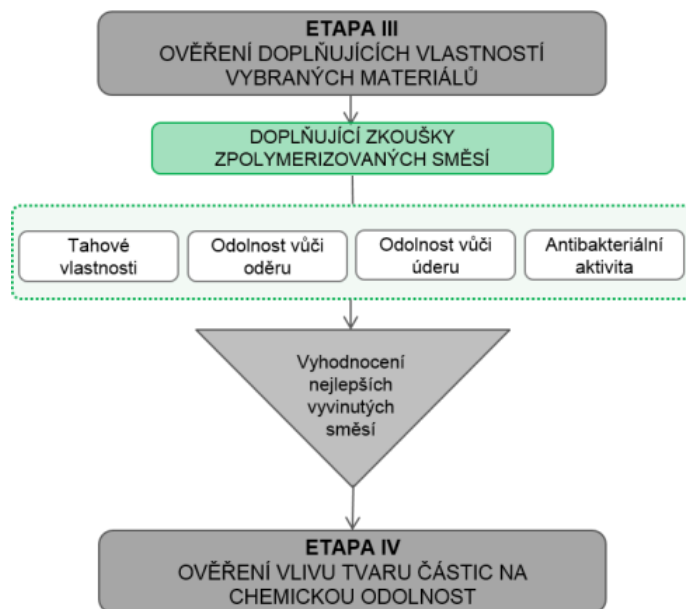 ETAPA III
OVĚŘENÍ DOPLŇUJÍCÍCH VLASTNOSTÍ
VYBRANÝCH MATERIÁLŮ
DOPLŇUJÍCÍ ZKOUŠKY
ZPOLYMERIZOVANÝCH SMĚSÍ
Tahové
vlastnosti
Odolnost vůči
oděru
Odolnost vůči
úderu
Antibakteriální
aktivita
Vyhodnocení
nejlepších
vyvinutých
směsí
ETAPA IV
OVĚŘENÍ VLIVU TVARU ČÁSTIC NA
CHEMICKOU ODOLNOST